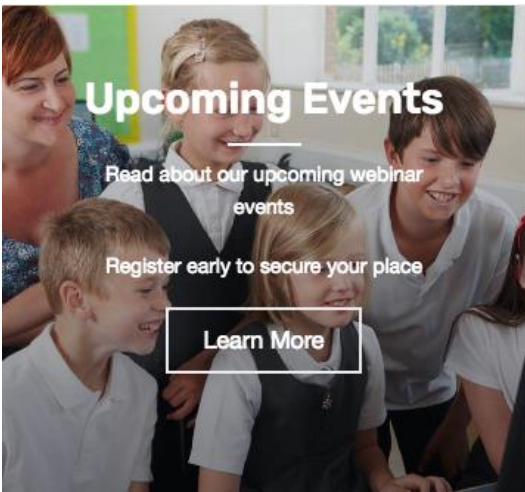 Upcoming Events
Read about our upcoming webinar
events
Register early to secure your place
Learn More